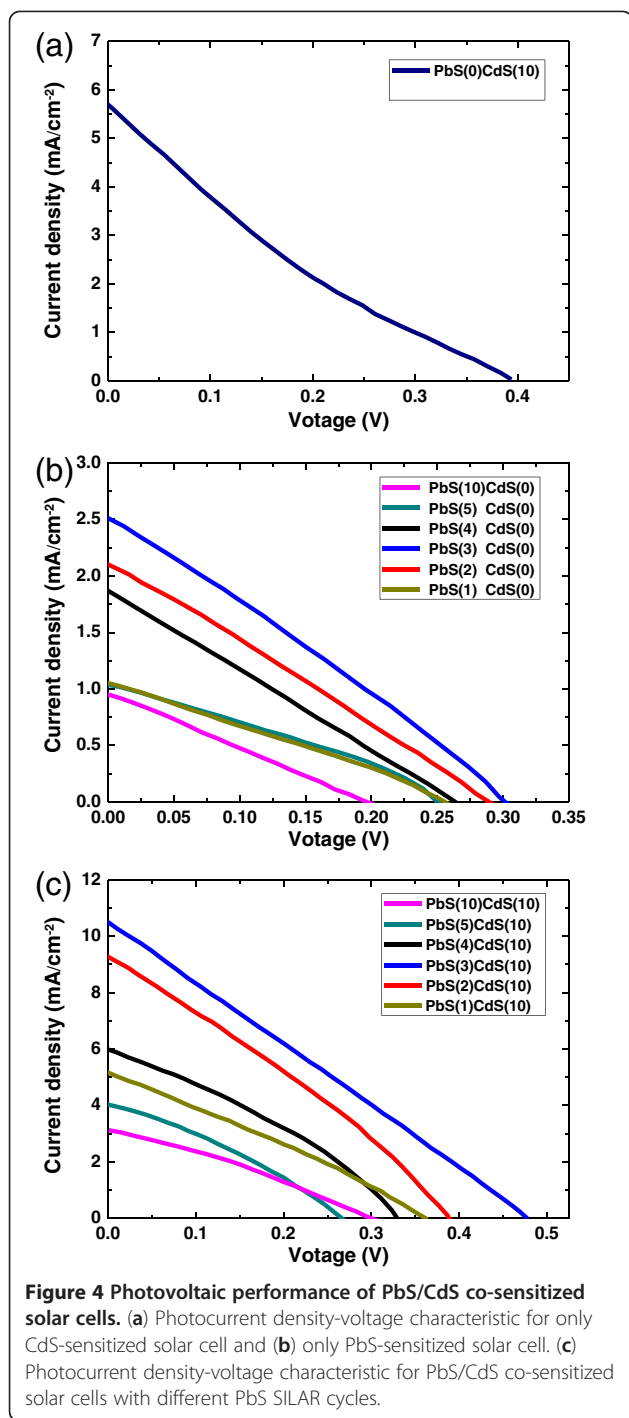 (a)
7
6
5
4
3
2
1
0
Current density (mA/cm-2)
PbS(0)CdS(10)
0.0 0.1 0.2 0.3 0.4
Votage (V)
(b)
3.0
2.5
2.0
1.5
1.0
0.5
0.0
Current density (mA/cm-2)
PbS(10)CdS(0)
PbS(5) CdS(0)
PbS(4) CdS(0)
PbS(3) CdS(0)
PbS(2) CdS(0)
PbS(1) CdS(0)
0.00 0.05 0.10 0.15 0.20 0.25 0.30 0.35
Votage (V)
(c)
12
10
8
6
4
2
0
Current density (mA/cm-2)
PbS(10)CdS(10)
PbS(5)CdS(10)
PbS(4)CdS(10)
PbS(3)CdS(10)
PbS(2)CdS(10)
PbS(1)CdS(10)
0.0 0.1 0.2 0.3 0.4 0.5
Votage (V)
Figure 4 Photovoltaic performance of PbS/CdS co-sensitized
solar cells. (a) Photocurrent density-voltage characteristic for only
CdS-sensitized solar cell and (b) only PbS-sensitized solar cell. (c)
Photocurrent density-voltage characteristic for PbS/CdS co-sensitized
solar cells with different PbS SILAR cycles.